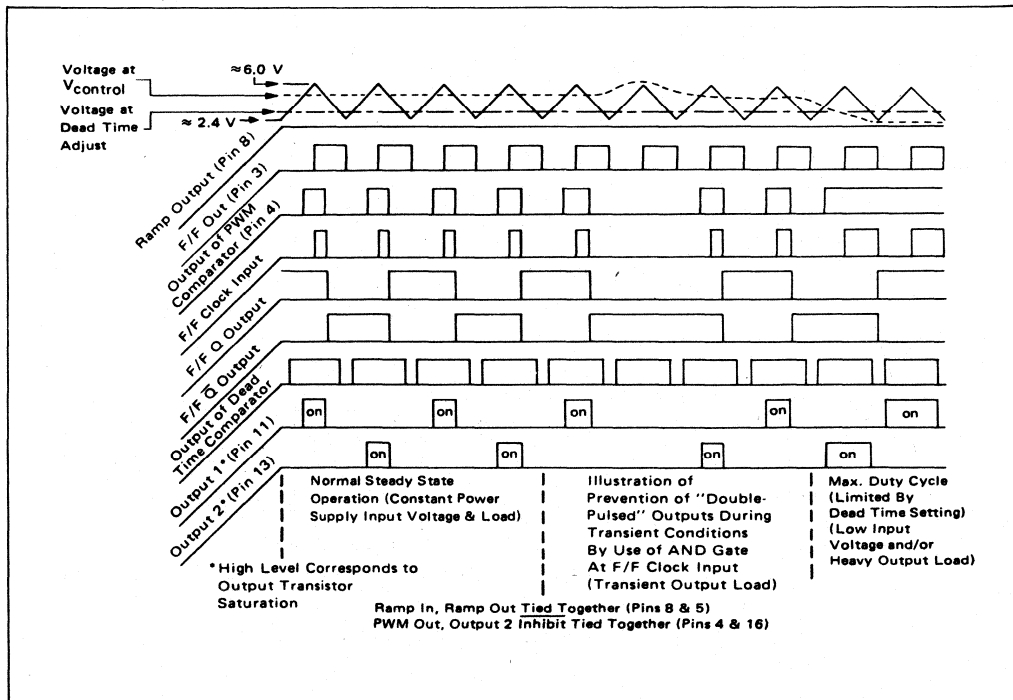 Voltage at
Vcontrol
≈6.0 V
Voltage at
Dead Time
Adjust
≈ 2.4 V
Ramp Output (Pin 8)
F/F Out (Pin 3)
Output of PWM
Comparator (Pin 4)
F/F Clock Input
F/F Q Output
F/F Q̅ Output
Output of Dead
Time Comparator
Output 1* (Pin 11)
Output 2* (Pin 13)
on on on on on
on on on on
Normal Steady State
Operation (Constant Power
Supply Input Voltage & Load)
Illustration of
Prevention of "Double-
Pulsed" Outputs During
Transient Conditions
By Use of AND Gate
At F/F Clock Input
(Transient Output Load)
Max. Duty Cycle
(Limited By
Dead Time Setting)
(Low Input
Voltage and/or
Heavy Output Load)
*High Level Corresponds to
Output Transistor
Saturation
Ramp In, Ramp Out Tied Together (Pins 8 & 5)
PWM Out, Output 2 Inhibit Tied Together (Pins 4 & 16)